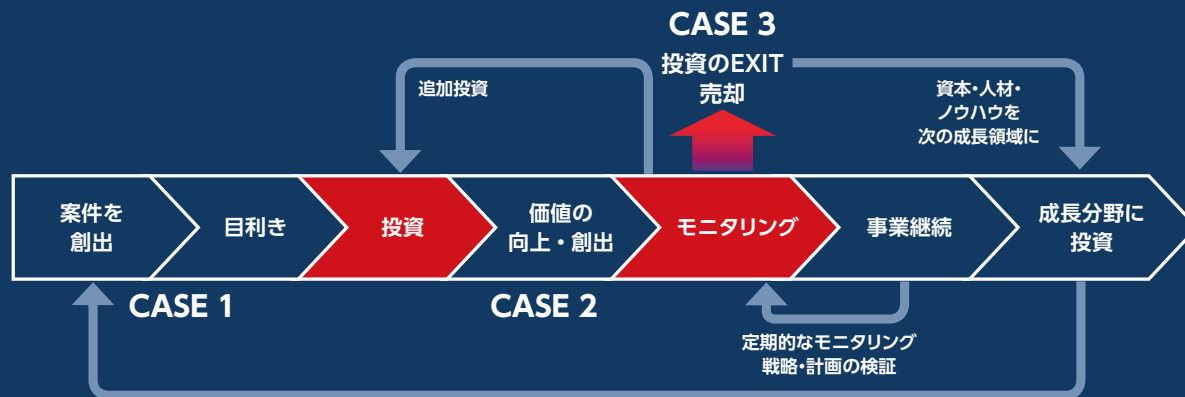 CASE 3
投資のEXIT
売却
追加投資
資本・人材・
ノウハウを
次の成長領域に
案件を
創出
目利き
投資
価値の
向上・創出
モニタリング
事業継続
成長分野に
投資
CASE 1
CASE 2
定期的なモニタリング
戦略・計画の検証